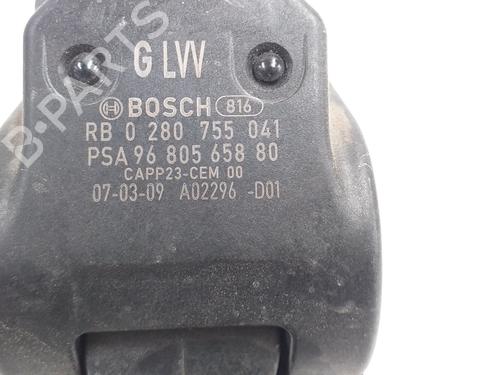 B-PARTS
G LW
BOSCH 816
RB 0 280 755 041
PSA 96 805 658 80
CAPP23-CEM 00
07-03-09 A02296 -D01